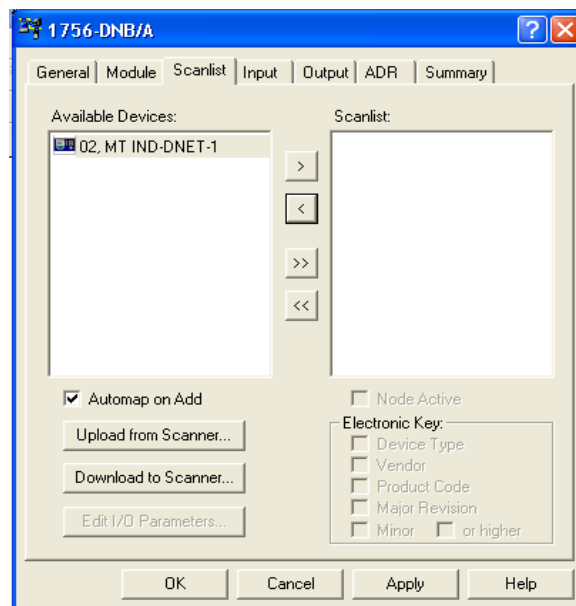 1756-DNB/A
General Module Scanlist Input Output ADR Summary
Available Devices: Scanlist:
02, MT IND-DNET-1
>
<
>>
<<
Automap on Add Node Active
Upload from Scanner... Electronic Key:
Device Type
Download to Scanner... Vendor
Product Code
Edit I/O Parameters... Major Revision
Minor or higher
OK Cancel Apply Help